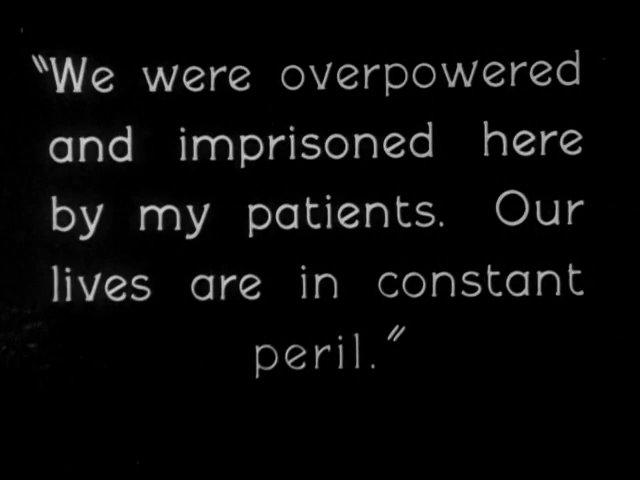 "We were overpowered
and imprisoned here
by my patients. Our
lives are in constant
peril."